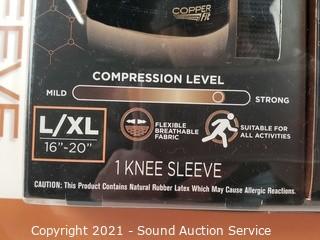 COPPER
Fit
COMPRESSION LEVEL
MILD
STRONG
L/XL
16"-20"
FLEXIBLE
BREATHABLE
FABRIC
SUITABLE FOR
ALL ACTIVITIES
1 KNEE SLEEVE
CAUTION: This Product Contains Natural Rubber Latex Which May Cause Allergic Reactions.
Copyright 2021 - Sound Auction Service